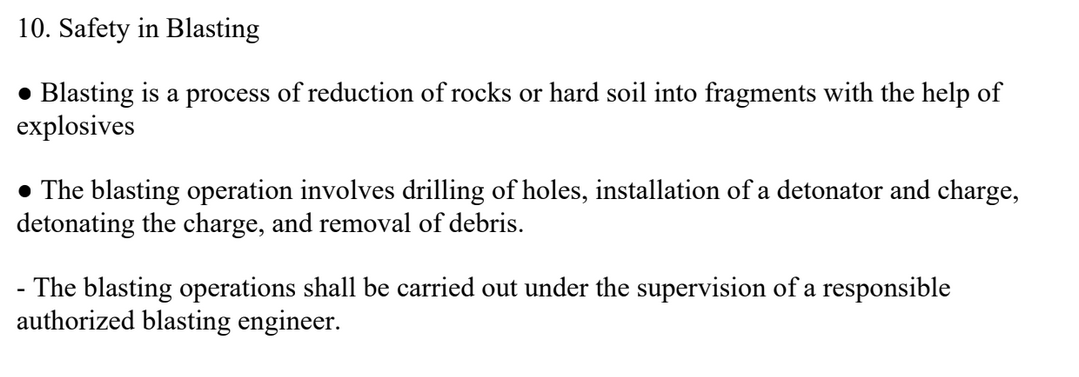 10. Safety in Blasting
● Blasting is a process of reduction of rocks or hard soil into fragments with the help of
explosives
● The blasting operation involves drilling of holes, installation of a detonator and charge,
detonating the charge, and removal of debris.
- The blasting operations shall be carried out under the supervision of a responsible
authorized blasting engineer.